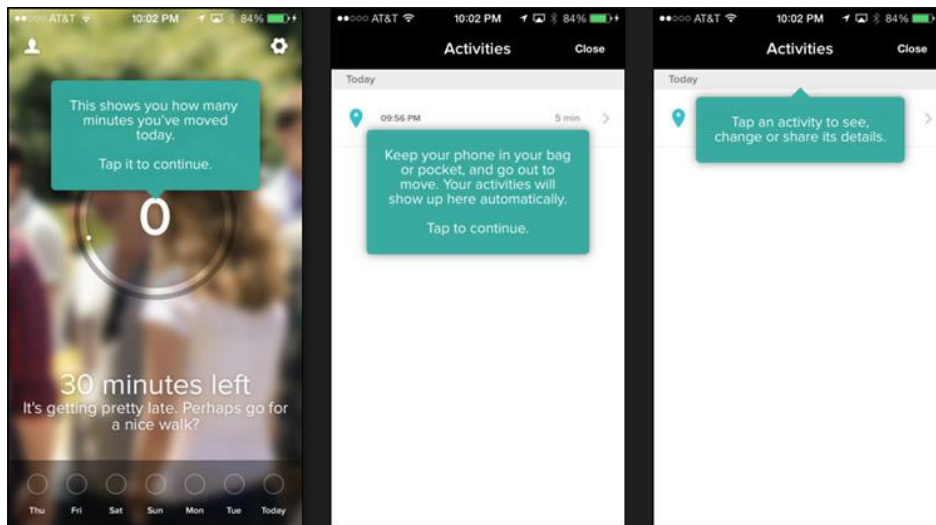 AT&T 10:02 PM 84%
This shows you how many
minutes you've moved
today.
Tap it to continue.
0
30 minutes left
It's getting pretty late. Perhaps go for
a nice walk?
Thu Fri Sat Sun Mon Tue Today
AT&T 10:02 PM 84%
Activities Close
Today
09:56 PM 5 min
Keep your phone in your bag
or pocket, and go out to
move. Your activities will
show up here automatically.
Tap to continue.
AT&T 10:02 PM 84%
Activities Close
Today
Tap an activity to see,
change or share its details.